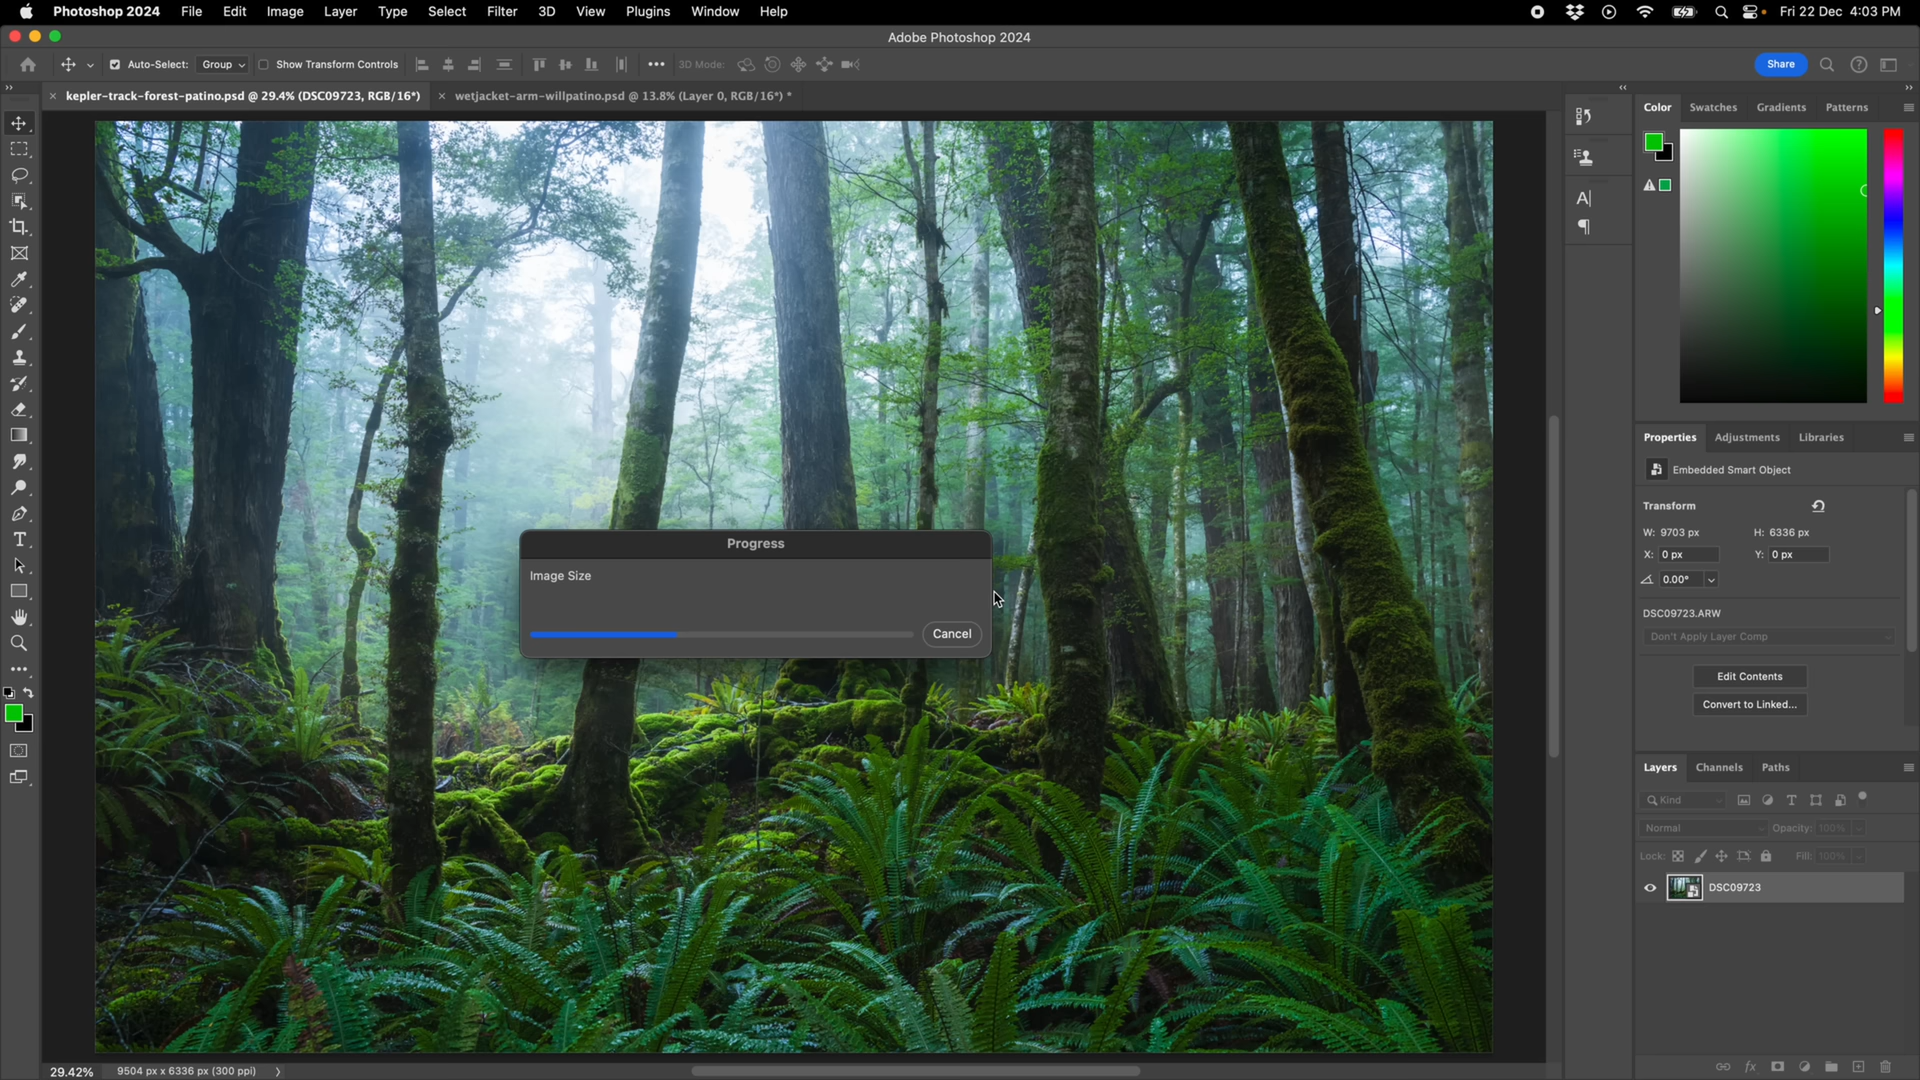 Photoshop 2024 File Edit Image Layer Type Select Filter 3D View Plugins Window Help Fri 22 Dec 4:03 PM
Adobe Photoshop 2024
Auto-Select: Group Show Transform Controls 3D Mode: Share
kepler-track-forest-patino.psd @ 29.4% (DSC09723, RGB/16*) wetjacket-arm-willpatino.psd @ 13.8% (Layer 0, RGB/16*) *
Color Swatches Gradients Patterns
Properties Adjustments Libraries
Embedded Smart Object
Transform
W: 9703 px H: 6336 px
X: 0 px Y: 0 px
0.00°
DSC09723.ARW
Don't Apply Layer Comp
Edit Contents
Convert to Linked...
Progress
Image Size
Cancel
Layers Channels Paths
Kind
Normal Opacity: 100%
Lock: Fill: 100%
DSC09723
29.42% 9504 px x 6336 px (300 ppi)